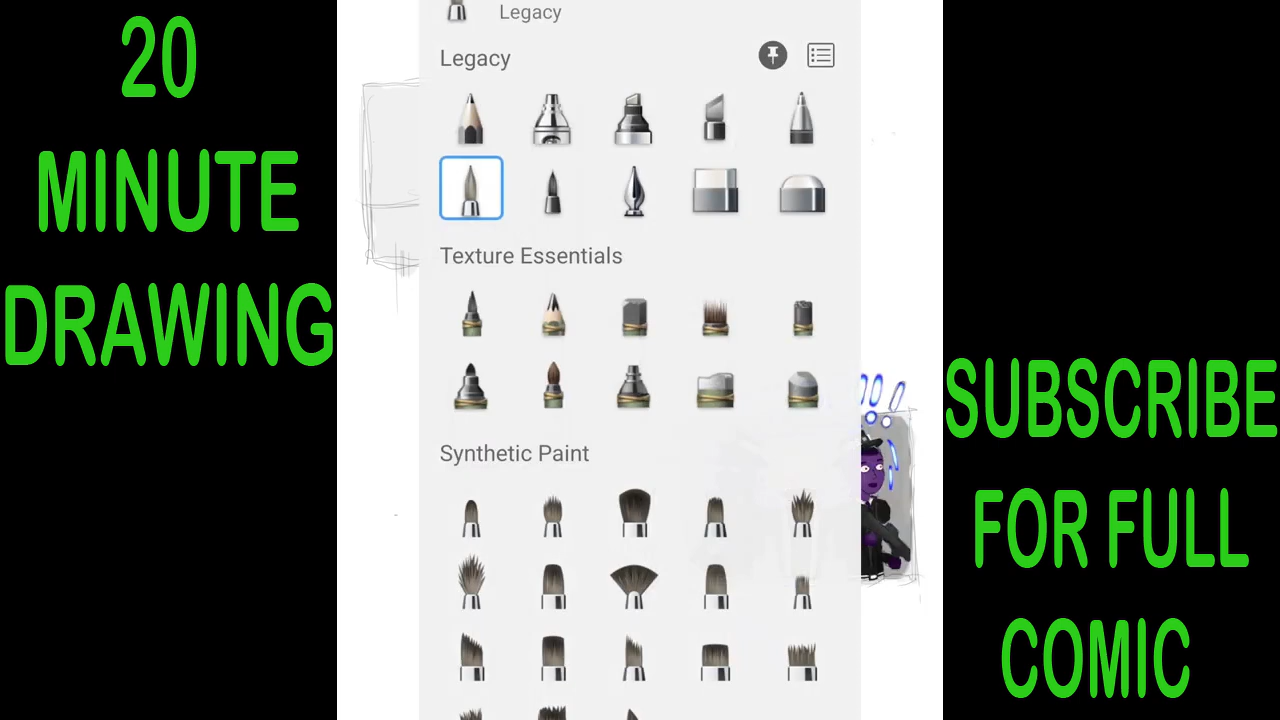 20
MINUTE
DRAWING
Legacy
Legacy
Texture Essentials
Synthetic Paint
SUBSCRIBE
FOR FULL
COMIC